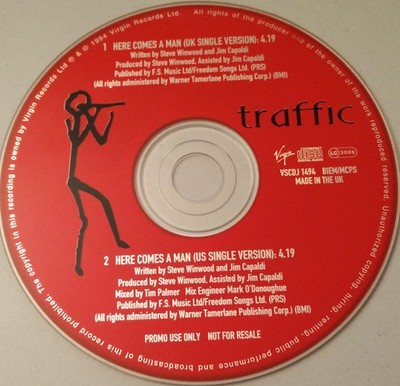 1 HERE COMES A MAN (UK SINGLE VERSION): 4.19
Written by Steve Winwood and Jim Capaldi
Produced by Steve Winwood, Assisted by Jim Capaldi
Published by F.S. Music Ltd/Freedom Songs Ltd. (PRS)
(All rights administered by Warner Tamerlane Publishing Corp.) (BMI)
traffic
Virgin
COMPACT disc DIGITAL AUDIO
LC 3098
VSCDJ 1494 BIEM/MCPS
MADE IN THE UK
2 HERE COMES A MAN (US SINGLE VERSION): 4.19
Written by Steve Winwood and Jim Capaldi
Produced by Steve Winwood, Assisted by Jim Capaldi
Mixed by Tim Palmer Mix Engineer Mark O'Donoughue
Published by F.S. Music Ltd/Freedom Songs Ltd. (PRS)
(All rights administered by Warner Tamerlane Publishing Corp.) (BMI)
PROMO USE ONLY NOT FOR RESALE
The copyright in this recording is owned by Virgin Records Ltd ℗ & © 1994 Virgin Records Ltd. All rights of the producer and of the owner of the work reproduced reserved. Unauthorized copying, hiring, renting, public performance and broadcasting of this record prohibited.